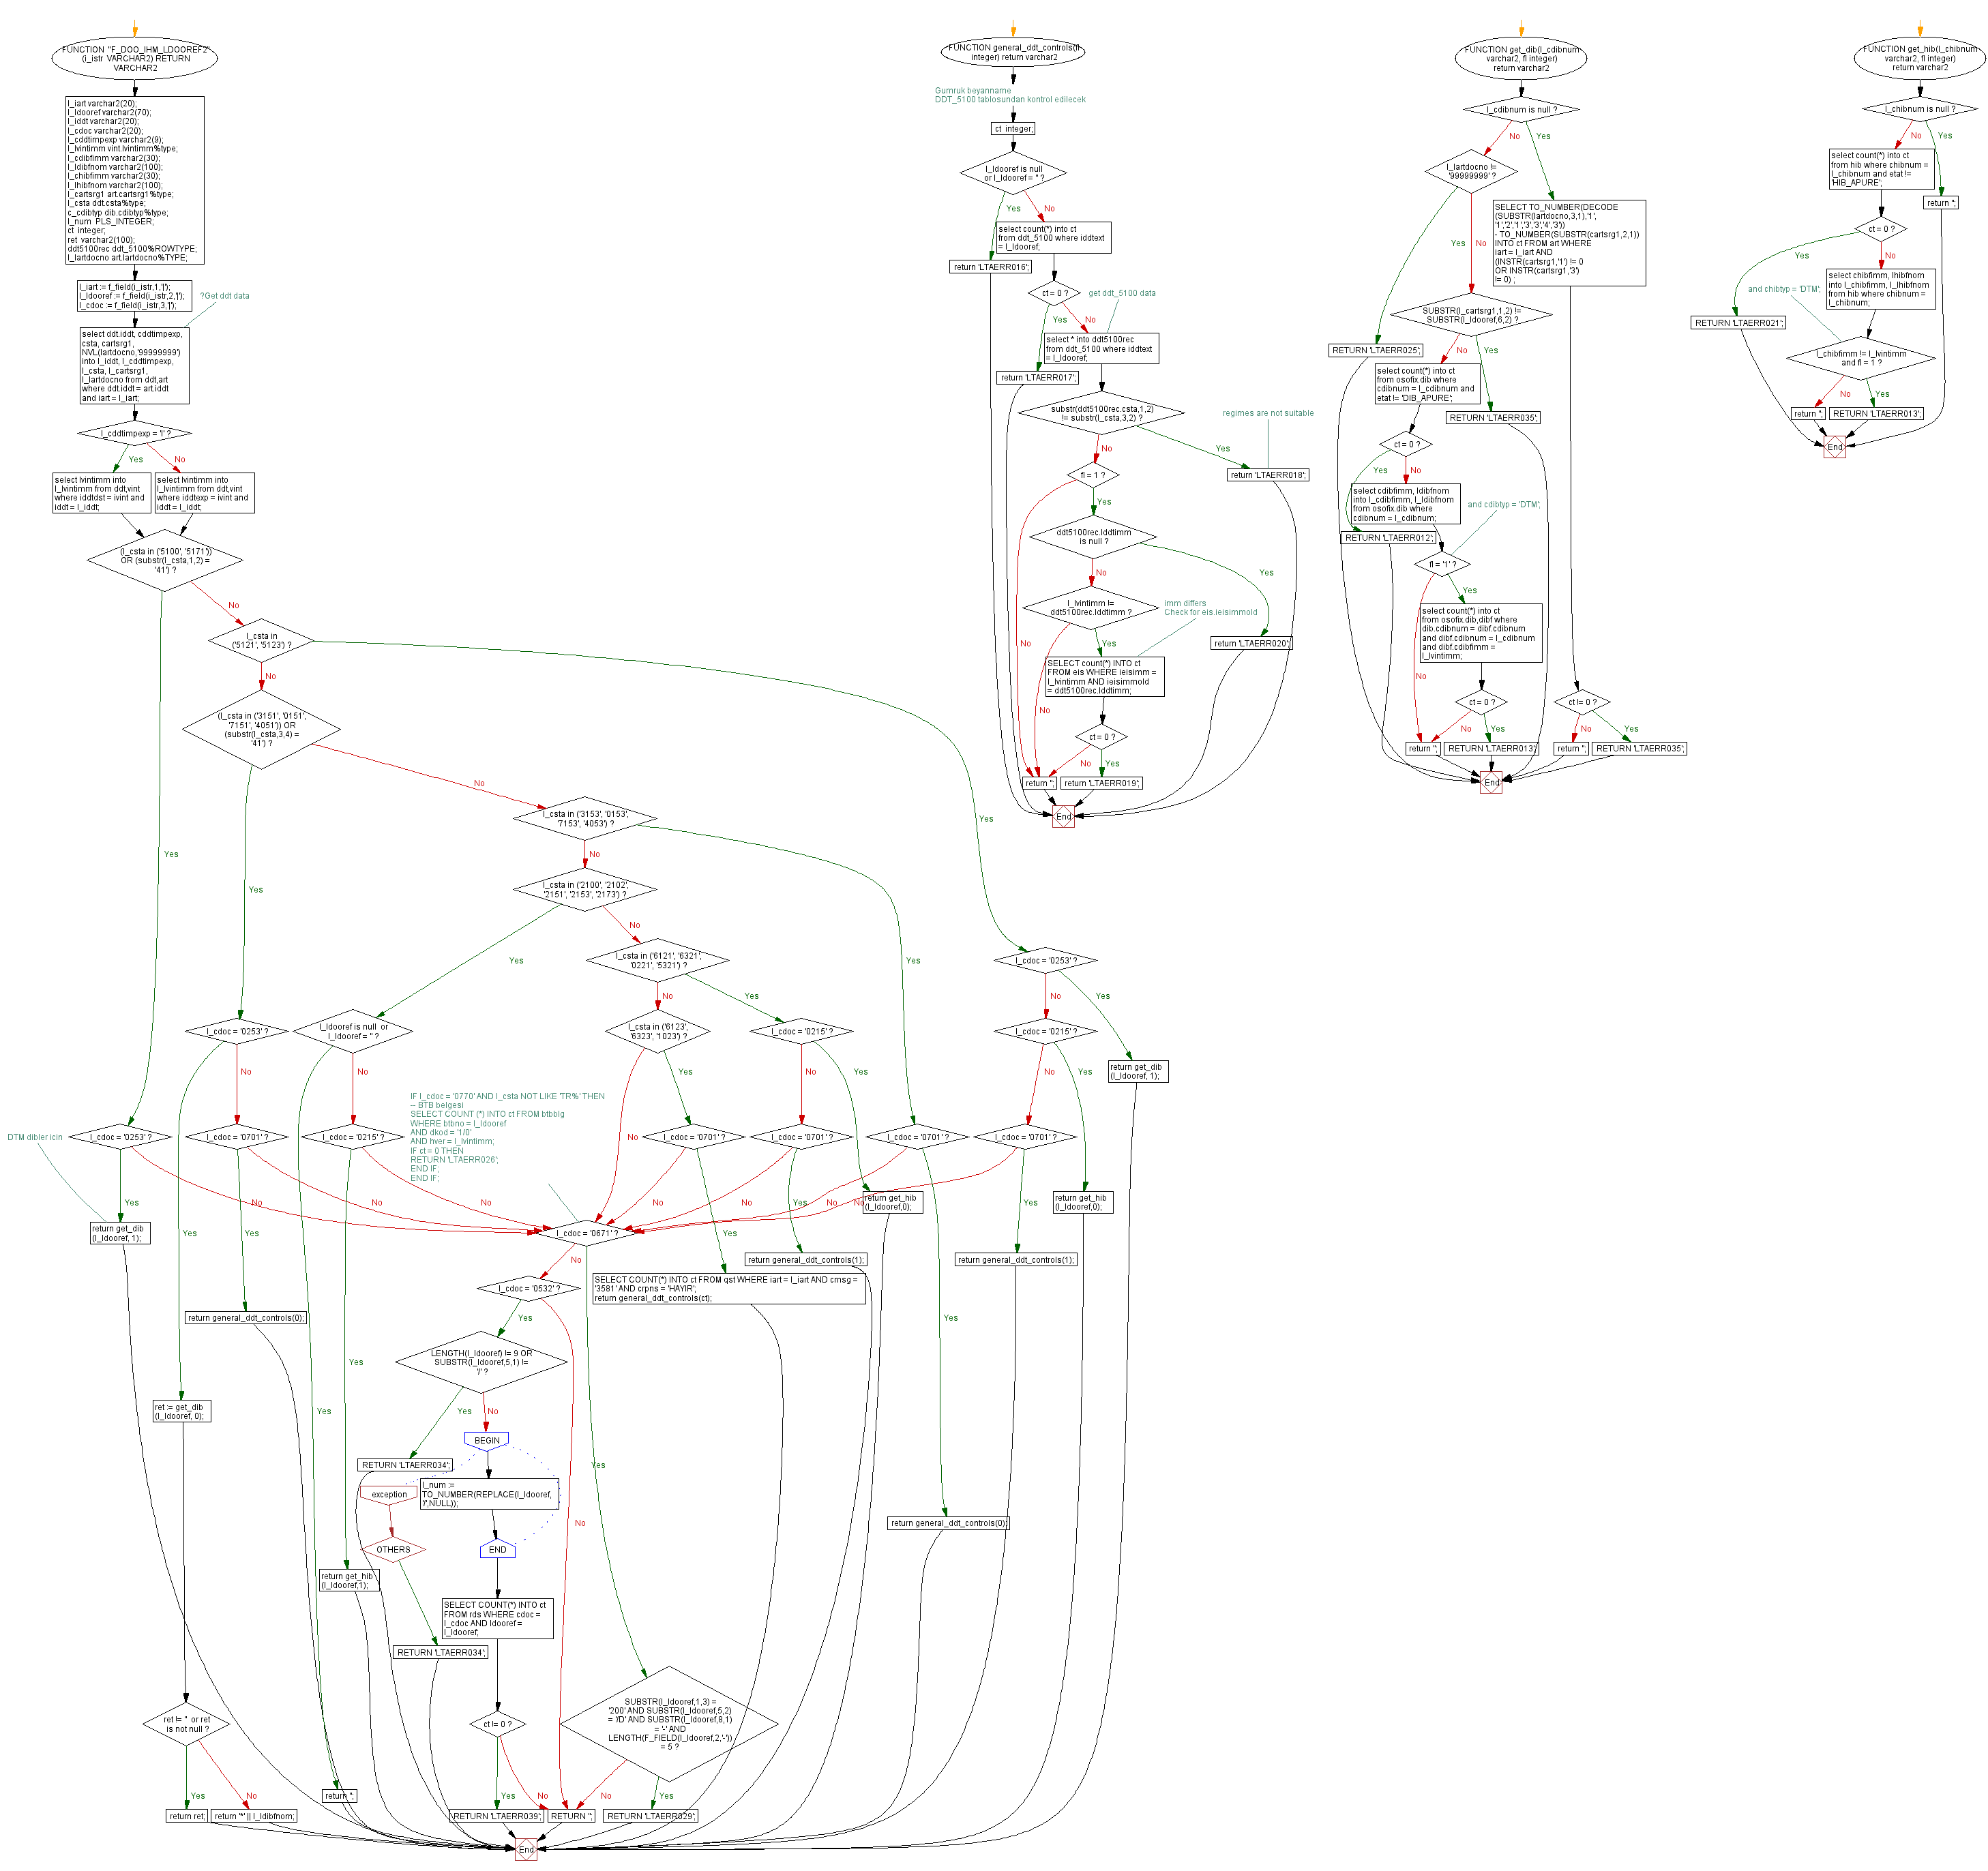 FUNCTION "F_DOO_IHM_LDOOREF2"
(i_istr VARCHAR2) RETURN
VARCHAR2
l_iart varchar2(20);
l_ldooref varchar2(70);
l_iddt varchar2(20);
l_cdoc varchar2(20);
l_cddtimpexp varchar2(9);
l_lvintimm vint.lvintimm%type;
l_cdibfimm varchar2(30);
l_ldibfnom varchar2(100);
l_chibfimm varchar2(30);
l_lhibfnom varchar2(100);
l_cartsrg1 art.cartsrg1%type;
l_csta ddt.csta%type;
c_cdibtyp dib.cdibtyp%type;
l_num PLS_INTEGER;
ct integer;
ret varchar2(100);
ddt5100rec ddt_5100%ROWTYPE;
l_lartdocno art.lartdocno%TYPE;
l_iart := f_field(i_istr,1,'|');
l_ldooref := f_field(i_istr,2,'|');
l_cdoc := f_field(i_istr,3,'|');
?Get ddt data
select ddt.iddt, cddtimpexp,
csta, cartsrg1,
NVL(lartdocno,'99999999')
into l_iddt, l_cddtimpexp,
l_csta, l_cartsrg1,
l_lartdocno from ddt,art
where ddt.iddt = art.iddt
and iart = l_iart;
l_cddtimpexp = 'I' ?
Yes
No
select lvintimm into
l_lvintimm from ddt,vint
where iddtdst = ivint and
iddt = l_iddt;
select lvintimm into
l_lvintimm from ddt,vint
where iddtexp = ivint and
iddt = l_iddt;
(l_csta in ('5100', '5171'))
OR (substr(l_csta,1,2) =
'41') ?
No
l_csta in
('5121', '5123') ?
No
(l_csta in ('3151', '0151',
'7151', '4051')) OR
(substr(l_csta,3,4) =
'41') ?
No
l_csta in ('3153', '0153',
'7153', '4053') ?
Yes
Yes
No
l_csta in ('2100', '2102',
'2151', '2153', '2173') ?
Yes
No
Yes
l_csta in ('6121', '6321',
'0221', '5321') ?
Yes
Yes
No
Yes
l_cdoc = '0253' ?
No
Yes
l_cdoc = '0253' ?
l_ldooref is null or
l_ldooref = '' ?
l_csta in ('6123',
'6323', '1023') ?
l_cdoc = '0215' ?
l_cdoc = '0215' ?
return get_dib
(l_ldooref, 1);
No
No
Yes
No
No
Yes
IF l_cdoc = '0770' AND l_csta NOT LIKE 'TR%' THEN
-- BTB belgesi
SELECT COUNT (*) INTO ct FROM btbblg
WHERE btbno = l_ldooref
AND dkod = '1/0'
AND hver = l_lvintimm;
IF ct = 0 THEN
RETURN 'LTAERR026';
END IF;
END IF;
DTM dibler icin
l_cdoc = '0253' ?
l_cdoc = '0701' ?
l_cdoc = '0215' ?
No
l_cdoc = '0701' ?
l_cdoc = '0701' ?
l_cdoc = '0701' ?
l_cdoc = '0701' ?
Yes
No
No
No
No
No
Yes
No
No
Yes
return get_hib
(l_ldooref,0);
return get_hib
(l_ldooref,0);
return get_dib
(l_ldooref, 1);
Yes
Yes
l_cdoc = '0671' ?
Yes
return general_ddt_controls(1);
return general_ddt_controls(1);
No
l_cdoc = '0532' ?
SELECT COUNT(*) INTO ct FROM qst WHERE iart = l_iart AND cmsg =
'3581' AND crpns = 'HAYIR';
return general_ddt_controls(ct);
return general_ddt_controls(0);
Yes
Yes
Yes
LENGTH(l_ldooref) != 9 OR
SUBSTR(l_ldooref,5,1) !=
'/' ?
ret := get_dib
(l_ldooref, 0);
Yes
Yes
No
BEGIN
RETURN 'LTAERR034';
Yes
exception
l_num :=
TO_NUMBER(REPLACE(l_ldooref,
'/',NULL));
No
return general_ddt_controls(0);
OTHERS
END
return get_hib
(l_ldooref,1);
SELECT COUNT(*) INTO ct
FROM rds WHERE cdoc =
l_cdoc AND ldooref =
l_ldooref;
RETURN 'LTAERR034';
ret != '' or ret
is not null ?
ct != 0 ?
SUBSTR(l_ldooref,1,3) =
'200' AND SUBSTR(l_ldooref,5,2)
= '/D' AND SUBSTR(l_ldooref,8,1)
= '-' AND
LENGTH(F_FIELD(l_ldooref,2,'-'))
= 5 ?
Yes
No
return '';
Yes
No
No
Yes
return ret;
return '*' || l_ldibfnom;
RETURN 'LTAERR039';
RETURN '';
RETURN 'LTAERR029';
End
FUNCTION general_ddt_controls(fl
integer) return varchar2
Gumruk beyanname
DDT_5100 tablosundan kontrol edilecek
ct integer;
l_ldooref is null
or l_ldooref = '' ?
Yes
No
select count(*) into ct
from ddt_5100 where iddtext
= l_ldooref;
return 'LTAERR016';
ct = 0 ?
get ddt_5100 data
Yes
No
select * into ddt5100rec
from ddt_5100 where iddtext
= l_ldooref;
return 'LTAERR017';
substr(ddt5100rec.csta,1,2)
!= substr(l_csta,3,2) ?
regimes are not suitable
No
Yes
fl = 1 ?
return 'LTAERR018';
Yes
ddt5100rec.lddtimm
is null ?
No
Yes
l_lvintimm !=
ddt5100rec.lddtimm ?
imm differs
Check for eis.ieisimmold
No
Yes
return 'LTAERR020';
SELECT count(*) INTO ct
FROM eis WHERE ieisimm =
l_lvintimm AND ieisimmold
= ddt5100rec.lddtimm;
No
ct = 0 ?
No
Yes
return '';
return 'LTAERR019';
End
FUNCTION get_dib(l_cdibnum
varchar2, fl integer)
return varchar2
l_cdibnum is null ?
No
Yes
l_lartdocno !=
'99999999' ?
SELECT TO_NUMBER(DECODE
(SUBSTR(lartdocno,3,1),'1',
'1','2','1','3','3','4','3'))
- TO_NUMBER(SUBSTR(cartsrg1,2,1))
INTO ct FROM art WHERE
iart = l_iart AND
(INSTR(cartsrg1,'1') != 0
OR INSTR(cartsrg1,'3')
!= 0) ;
Yes
No
SUBSTR(l_cartsrg1,1,2) !=
SUBSTR(l_ldooref,6,2) ?
RETURN 'LTAERR025';
No
Yes
select count(*) into ct
from osofix.dib where
cdibnum = l_cdibnum and
etat != 'DIB_APURE';
RETURN 'LTAERR035';
ct = 0 ?
Yes
No
select cdibfimm, ldibfnom
into l_cdibfimm, l_ldibfnom
from osofix.dib where
cdibnum = l_cdibnum;
and cdibtyp = 'DTM';
RETURN 'LTAERR012';
fl = '1' ?
Yes
select count(*) into ct
from osofix.dib,dibf where
dib.cdibnum = dibf.cdibnum
and dibf.cdibnum = l_cdibnum
and dibf.cdibfimm =
l_lvintimm;
No
ct = 0 ?
ct != 0 ?
No
Yes
No
Yes
return '';
RETURN 'LTAERR013';
return '';
RETURN 'LTAERR035';
End
FUNCTION get_hib(l_chibnum
varchar2, fl integer)
return varchar2
l_chibnum is null ?
No
Yes
select count(*) into ct
from hib where chibnum =
l_chibnum and etat !=
'HIB_APURE';
return '';
ct = 0 ?
Yes
No
select chibfimm, lhibfnom
into l_chibfimm, l_lhibfnom
from hib where chibnum =
l_chibnum;
and chibtyp = 'DTM';
RETURN 'LTAERR021';
l_chibfimm != l_lvintimm
and fl = 1 ?
No
Yes
return '';
RETURN 'LTAERR013';
End